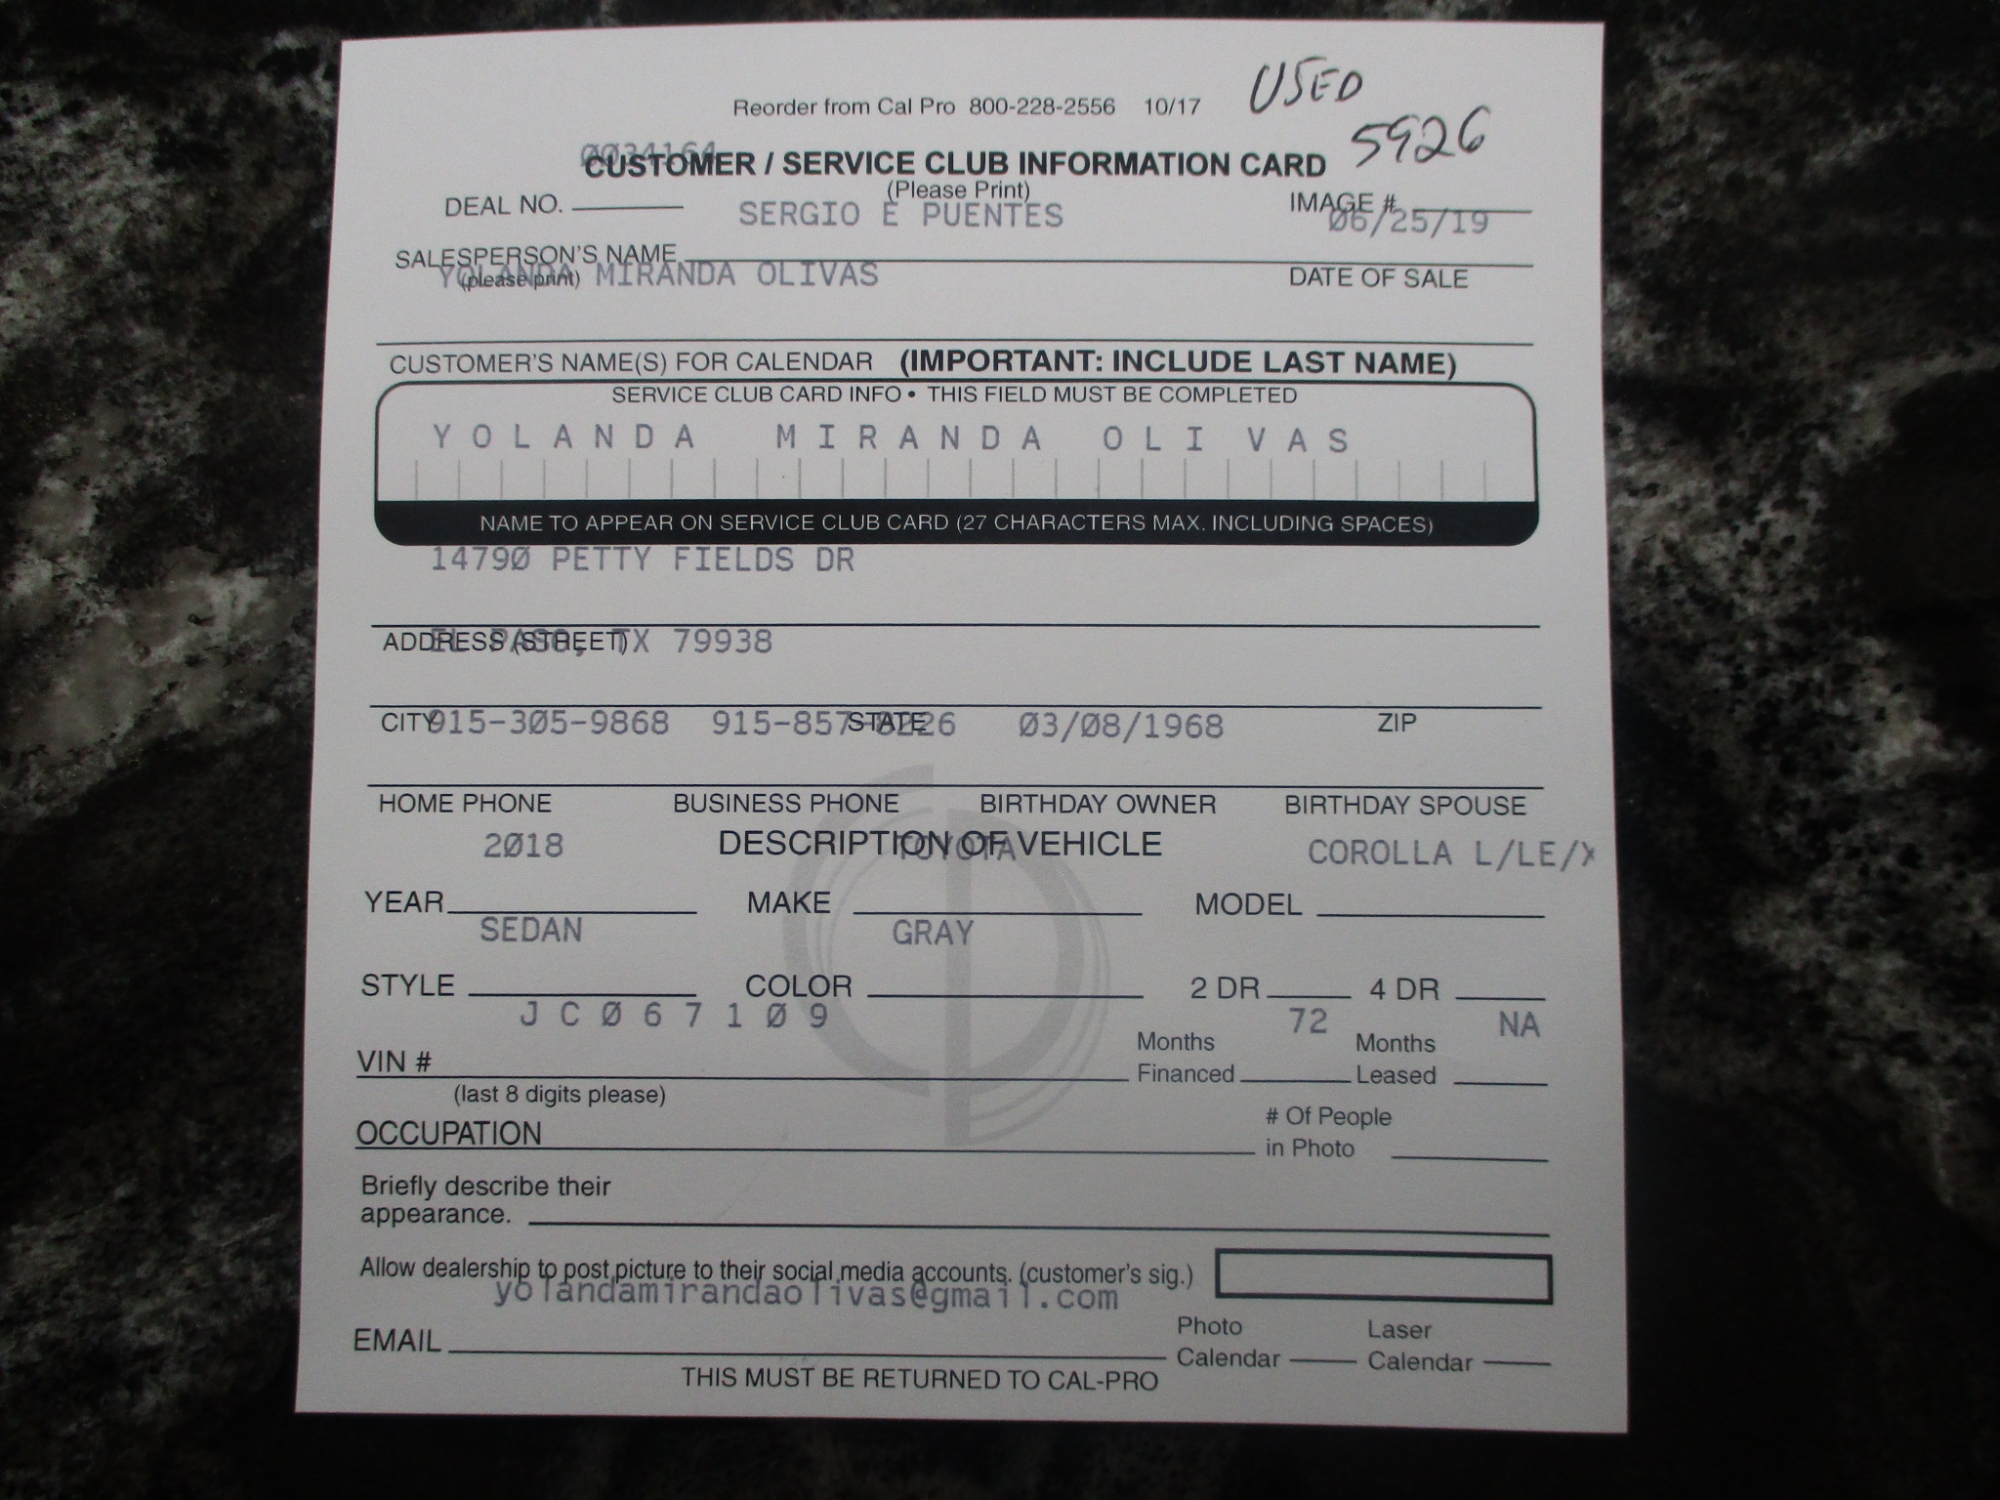 USED
Reorder from Cal Pro 800-228-2556 10/17
5926
0034164
CUSTOMER / SERVICE CLUB INFORMATION CARD
(Please Print)
DEAL NO. IMAGE #
SERGIO E PUENTES 06/25/19
SALESPERSON'S NAME
(please print) DATE OF SALE
YOLANDA MIRANDA OLIVAS
CUSTOMER'S NAME(S) FOR CALENDAR (IMPORTANT: INCLUDE LAST NAME)
SERVICE CLUB CARD INFO • THIS FIELD MUST BE COMPLETED
YOLANDA MIRANDA OLIVAS
NAME TO APPEAR ON SERVICE CLUB CARD (27 CHARACTERS MAX. INCLUDING SPACES)
14790 PETTY FIELDS DR
ADDRESS (STREET)
EL PASO, TX 79938
CITY STATE ZIP
915-305-9868 915-857- 03/08/1968
HOME PHONE BUSINESS PHONE BIRTHDAY OWNER BIRTHDAY SPOUSE
DESCRIPTION OF VEHICLE
2018 TOYOTA COROLLA L/LE/X
YEAR MAKE MODEL
SEDAN GRAY
STYLE COLOR 2 DR 4 DR
JC067109 72 NA
VIN # Months Financed Months Leased
(last 8 digits please)
OCCUPATION # Of People in Photo
Briefly describe their
appearance.
Allow dealership to post picture to their social media accounts. (customer's sig.)
yolandamirandaolivas@gmail.com
EMAIL Photo Calendar Laser Calendar
THIS MUST BE RETURNED TO CAL-PRO